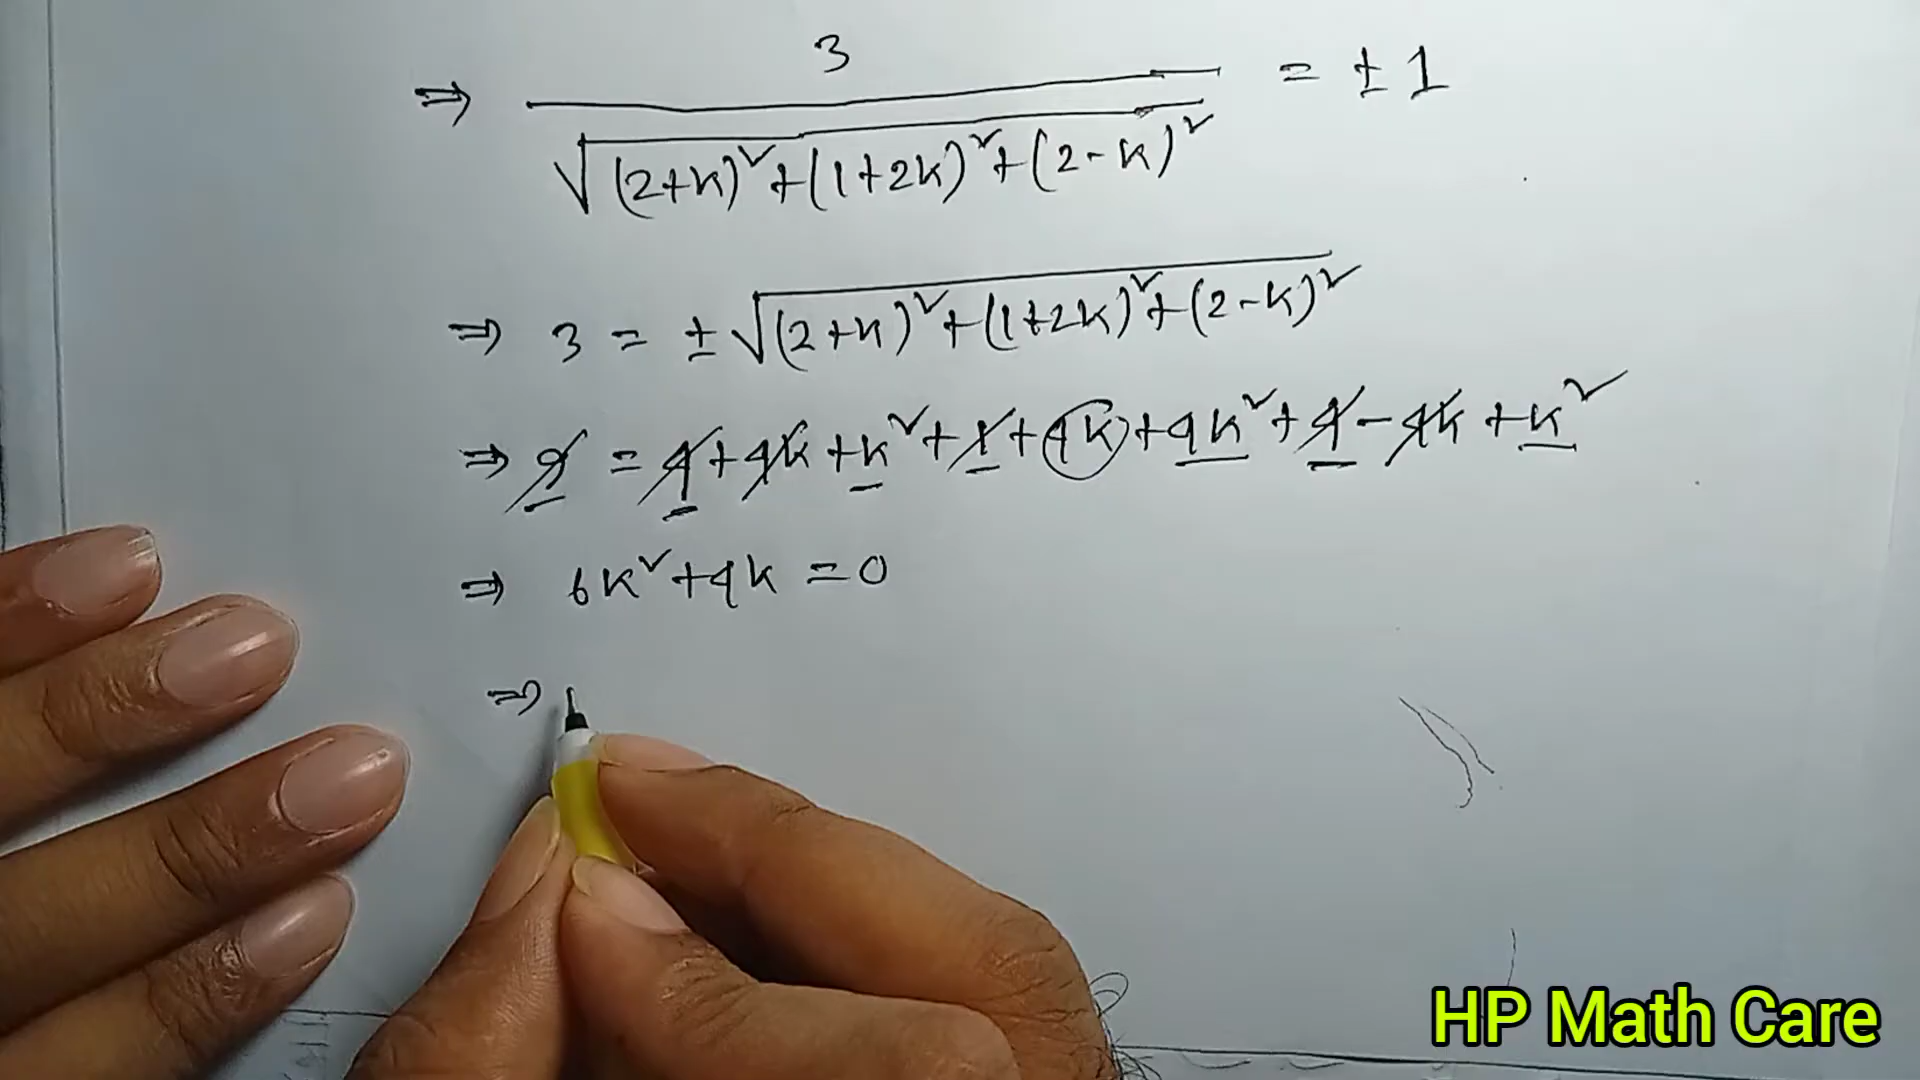 ⇒ 3 / √((2+k)²+(1+2k)²+(2-k)²) = ± 1
⇒ 3 = ± √((2+k)²+(1+2k)²+(2-k)²)
⇒ 9 = 4+4k+k²+1+4k+4k²+4-4k+k²
⇒ 6k²+4k = 0
⇒
HP Math Care